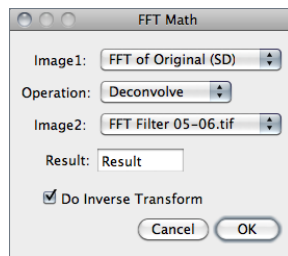 FFT Math
Image1: FFT of Original (SD)
Operation: Deconvolve
Image2: FFT Filter 05-06.tif
Result: Result
Do Inverse Transform
Cancel OK